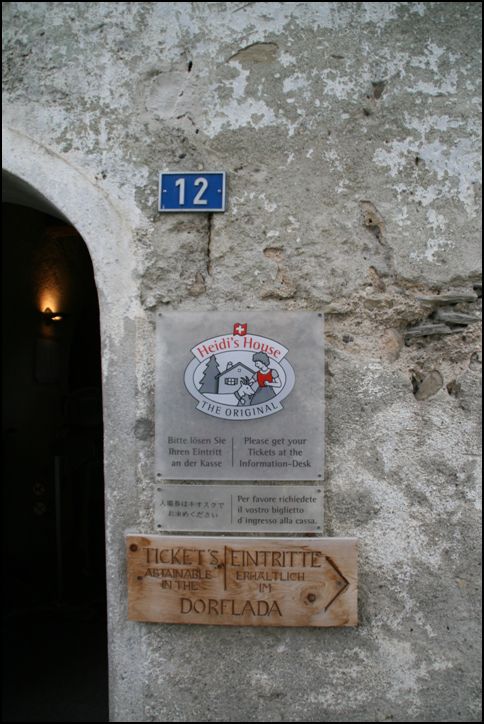 12
Heidi's House
THE ORIGINAL
Bitte lösen Sie
Ihren Eintritt
an der Kasse
Please get your
Tickets at the
Information-Desk
入場券はキオスクで
お求めください
Per favore richiedete
il vostro biglietto
d'ingresso alla cassa.
TICKET'S
ABTAINABLE
IN THE
EINTRITTE
ERHÄLTLICH
IM
DORFLADA